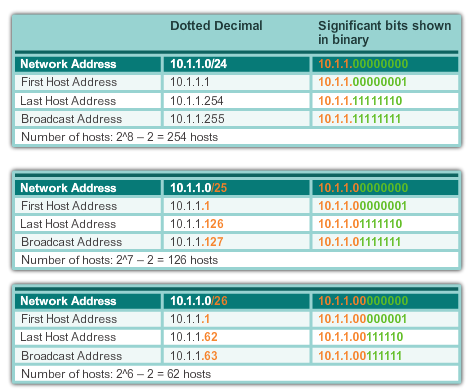 Dotted Decimal Significant bits shown in binary
Network Address 10.1.1.0/24 10.1.1.00000000
First Host Address 10.1.1.1 10.1.1.00000001
Last Host Address 10.1.1.254 10.1.1.11111110
Broadcast Address 10.1.1.255 10.1.1.11111111
Number of hosts: 2^8 – 2 = 254 hosts
Network Address 10.1.1.0/25 10.1.1.00000000
First Host Address 10.1.1.1 10.1.1.00000001
Last Host Address 10.1.1.126 10.1.1.01111110
Broadcast Address 10.1.1.127 10.1.1.01111111
Number of hosts: 2^7 – 2 = 126 hosts
Network Address 10.1.1.0/26 10.1.1.00000000
First Host Address 10.1.1.1 10.1.1.00000001
Last Host Address 10.1.1.62 10.1.1.00111110
Broadcast Address 10.1.1.63 10.1.1.00111111
Number of hosts: 2^6 – 2 = 62 hosts